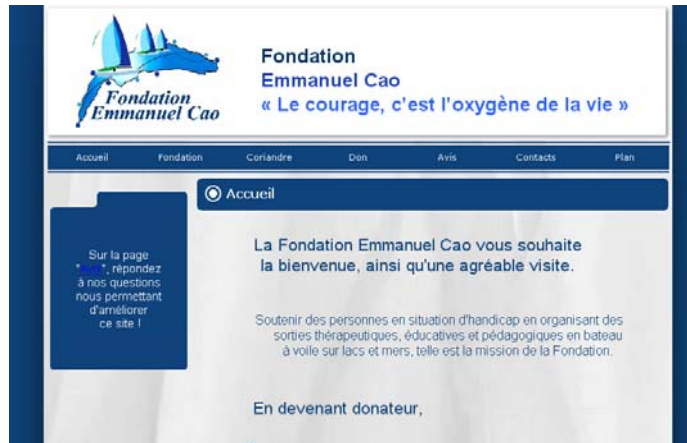 Fondation
Emmanuel Cao
Fondation
Emmanuel Cao
« Le courage, c'est l'oxygène de la vie »
Accueil Fondation Coriandre Don Avis Contacts Plan
Accueil
Sur la page
"Avis", répondez
à nos questions
nous permettant
d'améliorer
ce site !
La Fondation Emmanuel Cao vous souhaite
la bienvenue, ainsi qu'une agréable visite.
Soutenir des personnes en situation d'handicap en organisant des
sorties thérapeutiques, éducatives et pédagogiques en bateau
à voile sur lacs et mers, telle est la mission de la Fondation.
En devenant donateur,